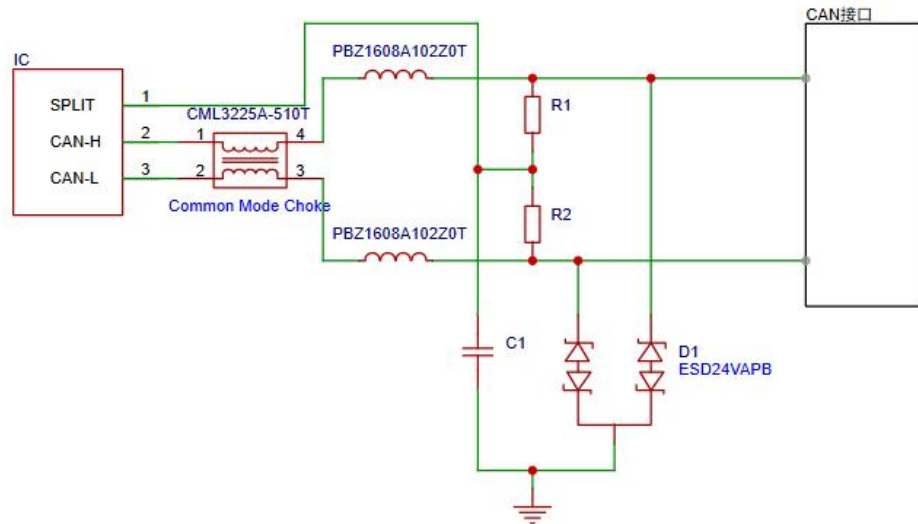 CAN接口
PBZ1608A102Z0T
IC
SPLIT
1
CML3225A-510T
R1
CAN-H
2
1
4
CAN-L
3
2
3
Common Mode Choke
R2
PBZ1608A102Z0T
C1
D1
ESD24VAPB